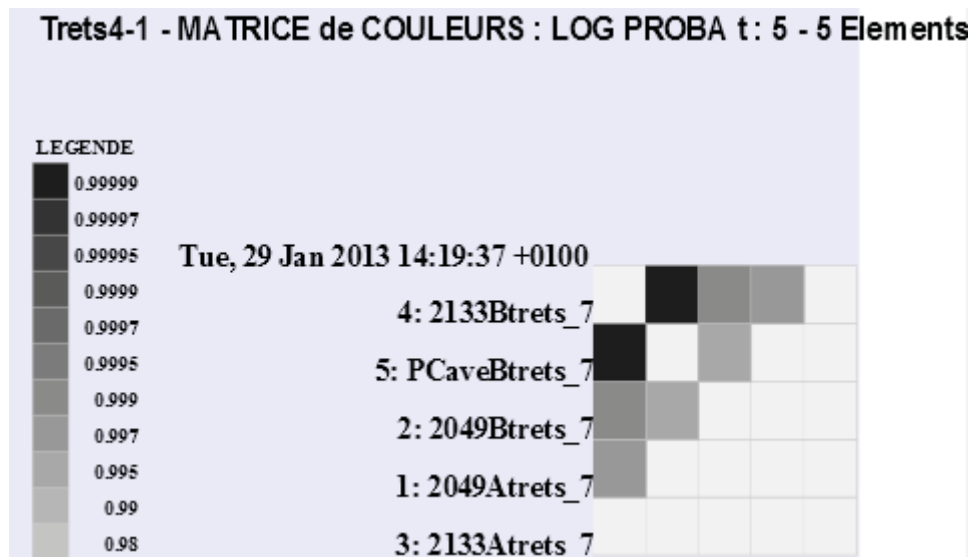 Trets4-1 - MATRICE de COULEURS : LOG PROBA t: 5 - 5 Elements
LEGENDE
0.99999
0.99997
0.99995
0.9999
0.9997
0.9995
0.999
0.997
0.995
0.99
0.98
Tue, 29 Jan 2013 14:19:37 +0100
4: 2133Btrets_7
5: PCaveBtrets_7
2: 2049Btrets_7
1: 2049Atrets_7
3: 2133Atrets_7